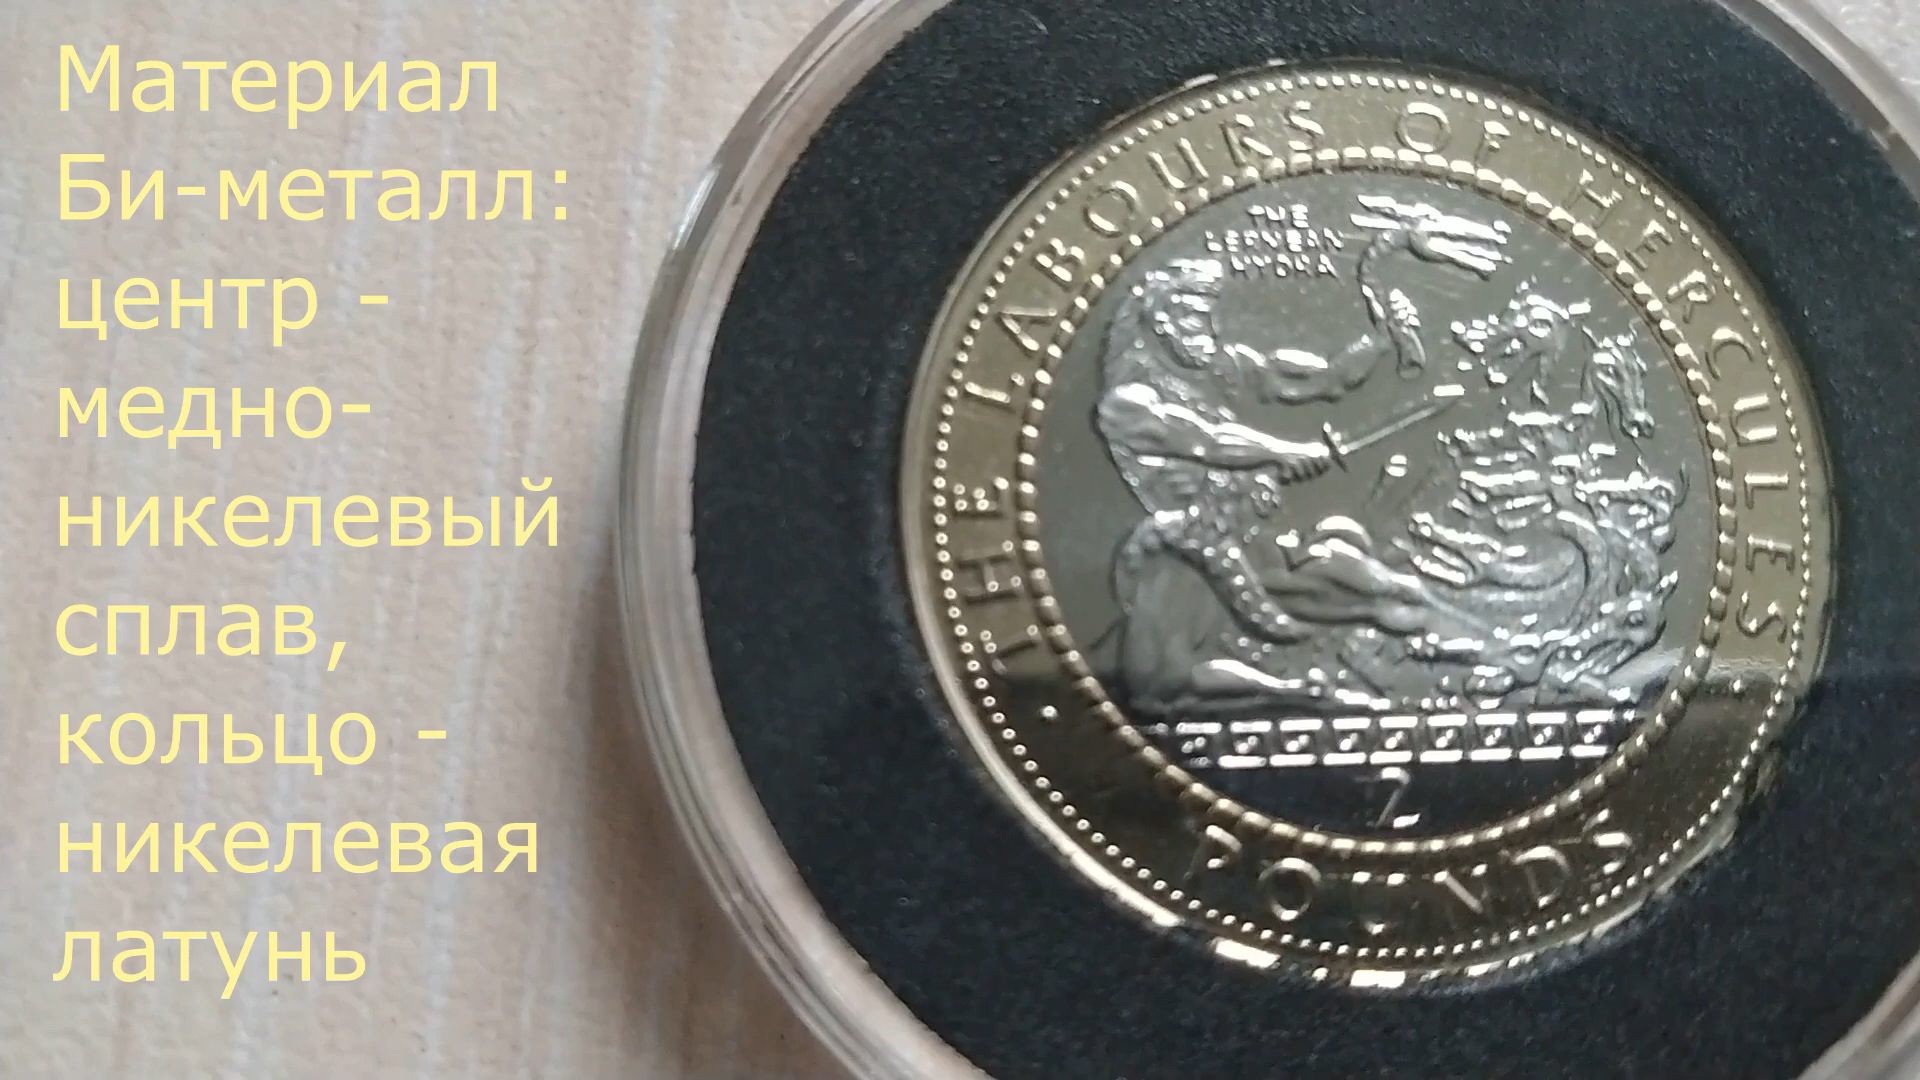 Материал
Би-металл:
центр -
медно-
никелевый
сплав,
кольцо -
никелевая
латунь
THE LABOURS OF HERCULES
THE
LERNEAN
HYDRA
2
POUNDS